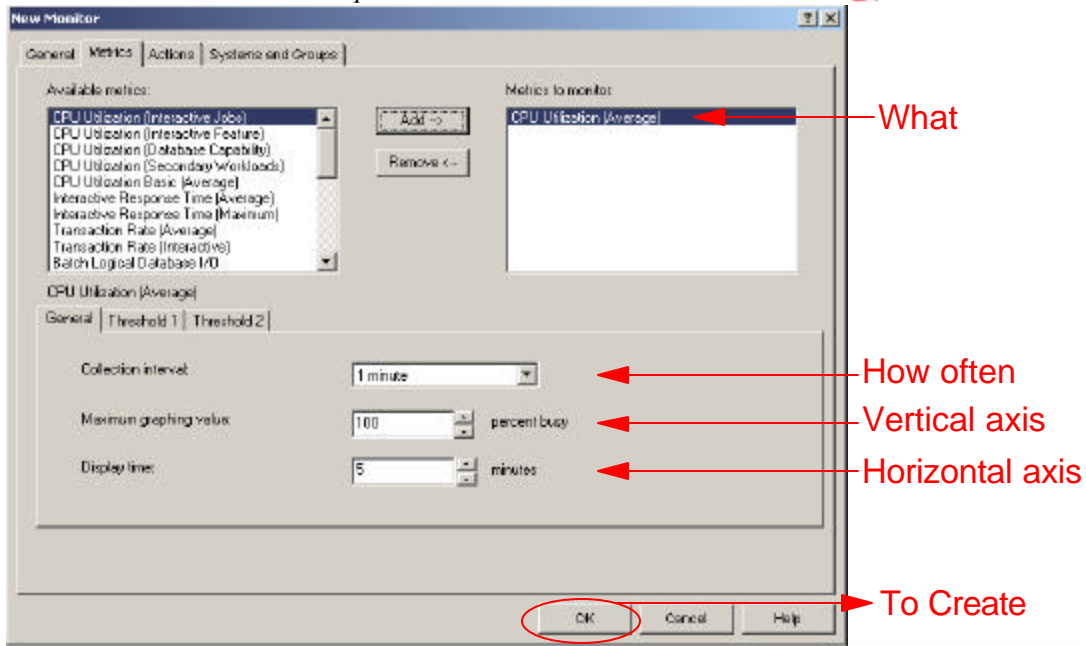 New Monitor
General Metrics Actions Systems and Groups
Available metrics:
Metrics to monitor:
CPU Utilization (Interactive Jobs)
CPU Utilization (Interactive Feature)
CPU Utilization (Database Capability)
CPU Utilization (Secondary Workloads)
CPU Utilization Basic (Average)
Interactive Response Time (Average)
Interactive Response Time (Maximum)
Transaction Rate (Average)
Transaction Rate (Interactive)
Batch Logical Database I/O
Add ->
Remove <-
CPU Utilization (Average)
What
CPU Utilization (Average)
General Threshold 1 Threshold 2
Collection interval: 1 minute
How often
Maximum graphing value: 100 percent busy
Vertical axis
Display time: 5 minutes
Horizontal axis
OK Cancel Help
To Create